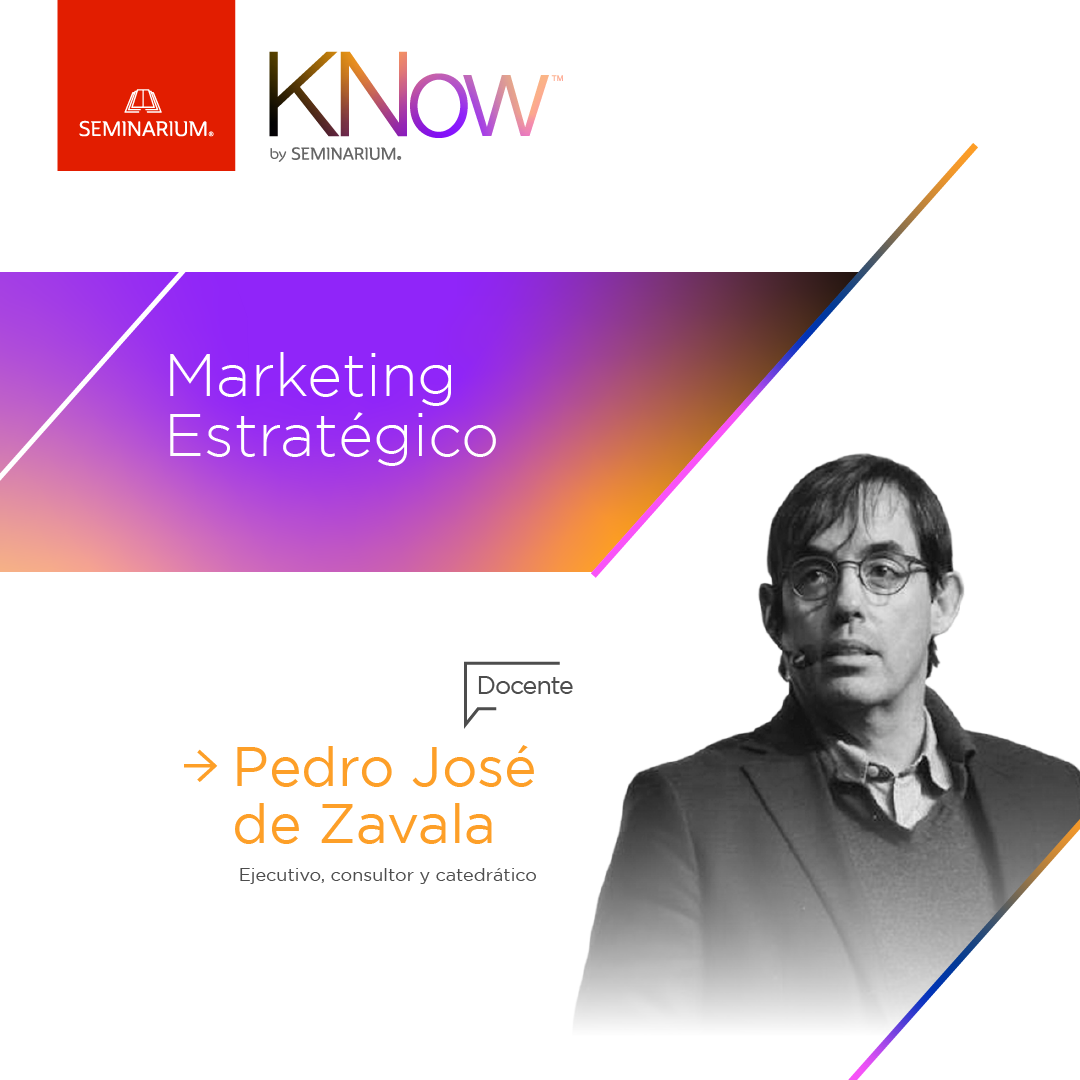 SEMINARIUM®
KNow™
by SEMINARIUM®
Marketing
Estratégico
Docente
→ Pedro José
de Zavala
Ejecutivo, consultor y catedrático